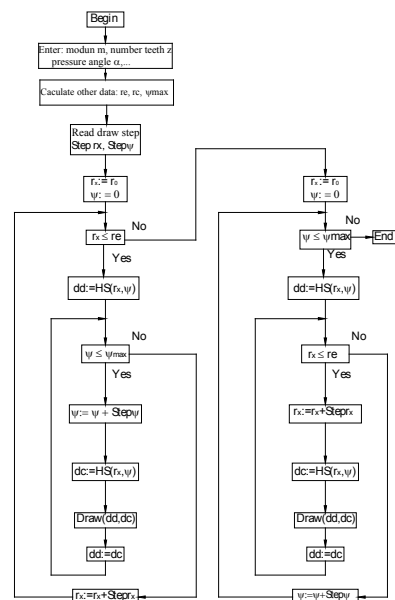 Begin
Enter: modun m, number teeth z
pressure angle α,...
Caculate other data: re, rc, ψmax
Read draw step
Step rx, Stepψ
rₓ:= r₀
ψ: = 0
No
rₓ ≤ re
Yes
dd:=HS(rₓ,ψ)
No
ψ ≤ ψmax
Yes
ψ:= ψ + Stepψ
dc:=HS(rₓ,ψ)
Draw(dd,dc)
dd:=dc
rₓ:=rₓ+Steprₓ
rₓ:= r₀
ψ: = 0
No
ψ ≤ ψmax
End
Yes
dd:=HS(rₓ,ψ)
No
rₓ ≤ re
Yes
rₓ:=rₓ+Steprₓ
dc:=HS(rₓ,ψ)
Draw(dd,dc)
dd:=dc
ψ:=ψ+Stepψ